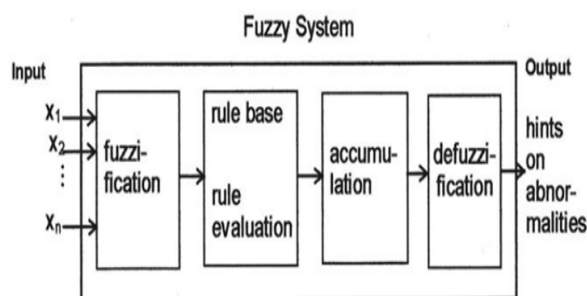 Fuzzy System
Input
Output
X1
X2
⋮
Xn
fuzzi-
fication
rule base
rule
evaluation
accumu-
lation
defuzzi-
fication
hints
on
abnor-
malities